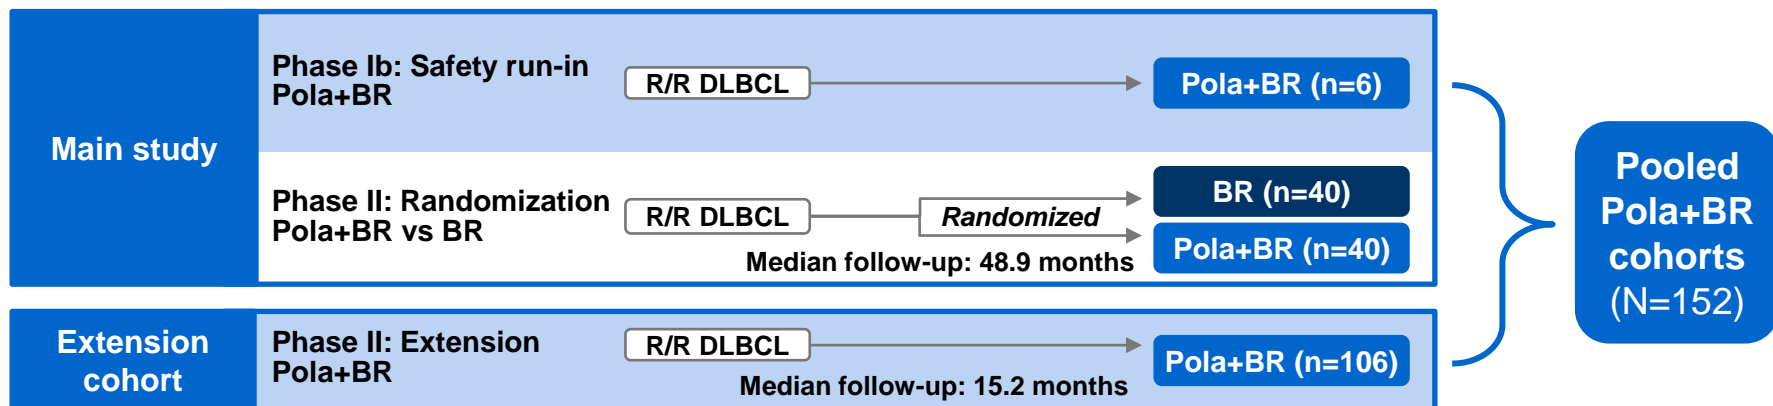 Main study
Phase Ib: Safety run-in
Pola+BR
R/R DLBCL
Pola+BR (n=6)
Phase II: Randomization
Pola+BR vs BR
R/R DLBCL
Randomized
BR (n=40)
Pola+BR (n=40)
Median follow-up: 48.9 months
Extension
cohort
Phase II: Extension
Pola+BR
R/R DLBCL
Pola+BR (n=106)
Median follow-up: 15.2 months
Pooled
Pola+BR
cohorts
(N=152)